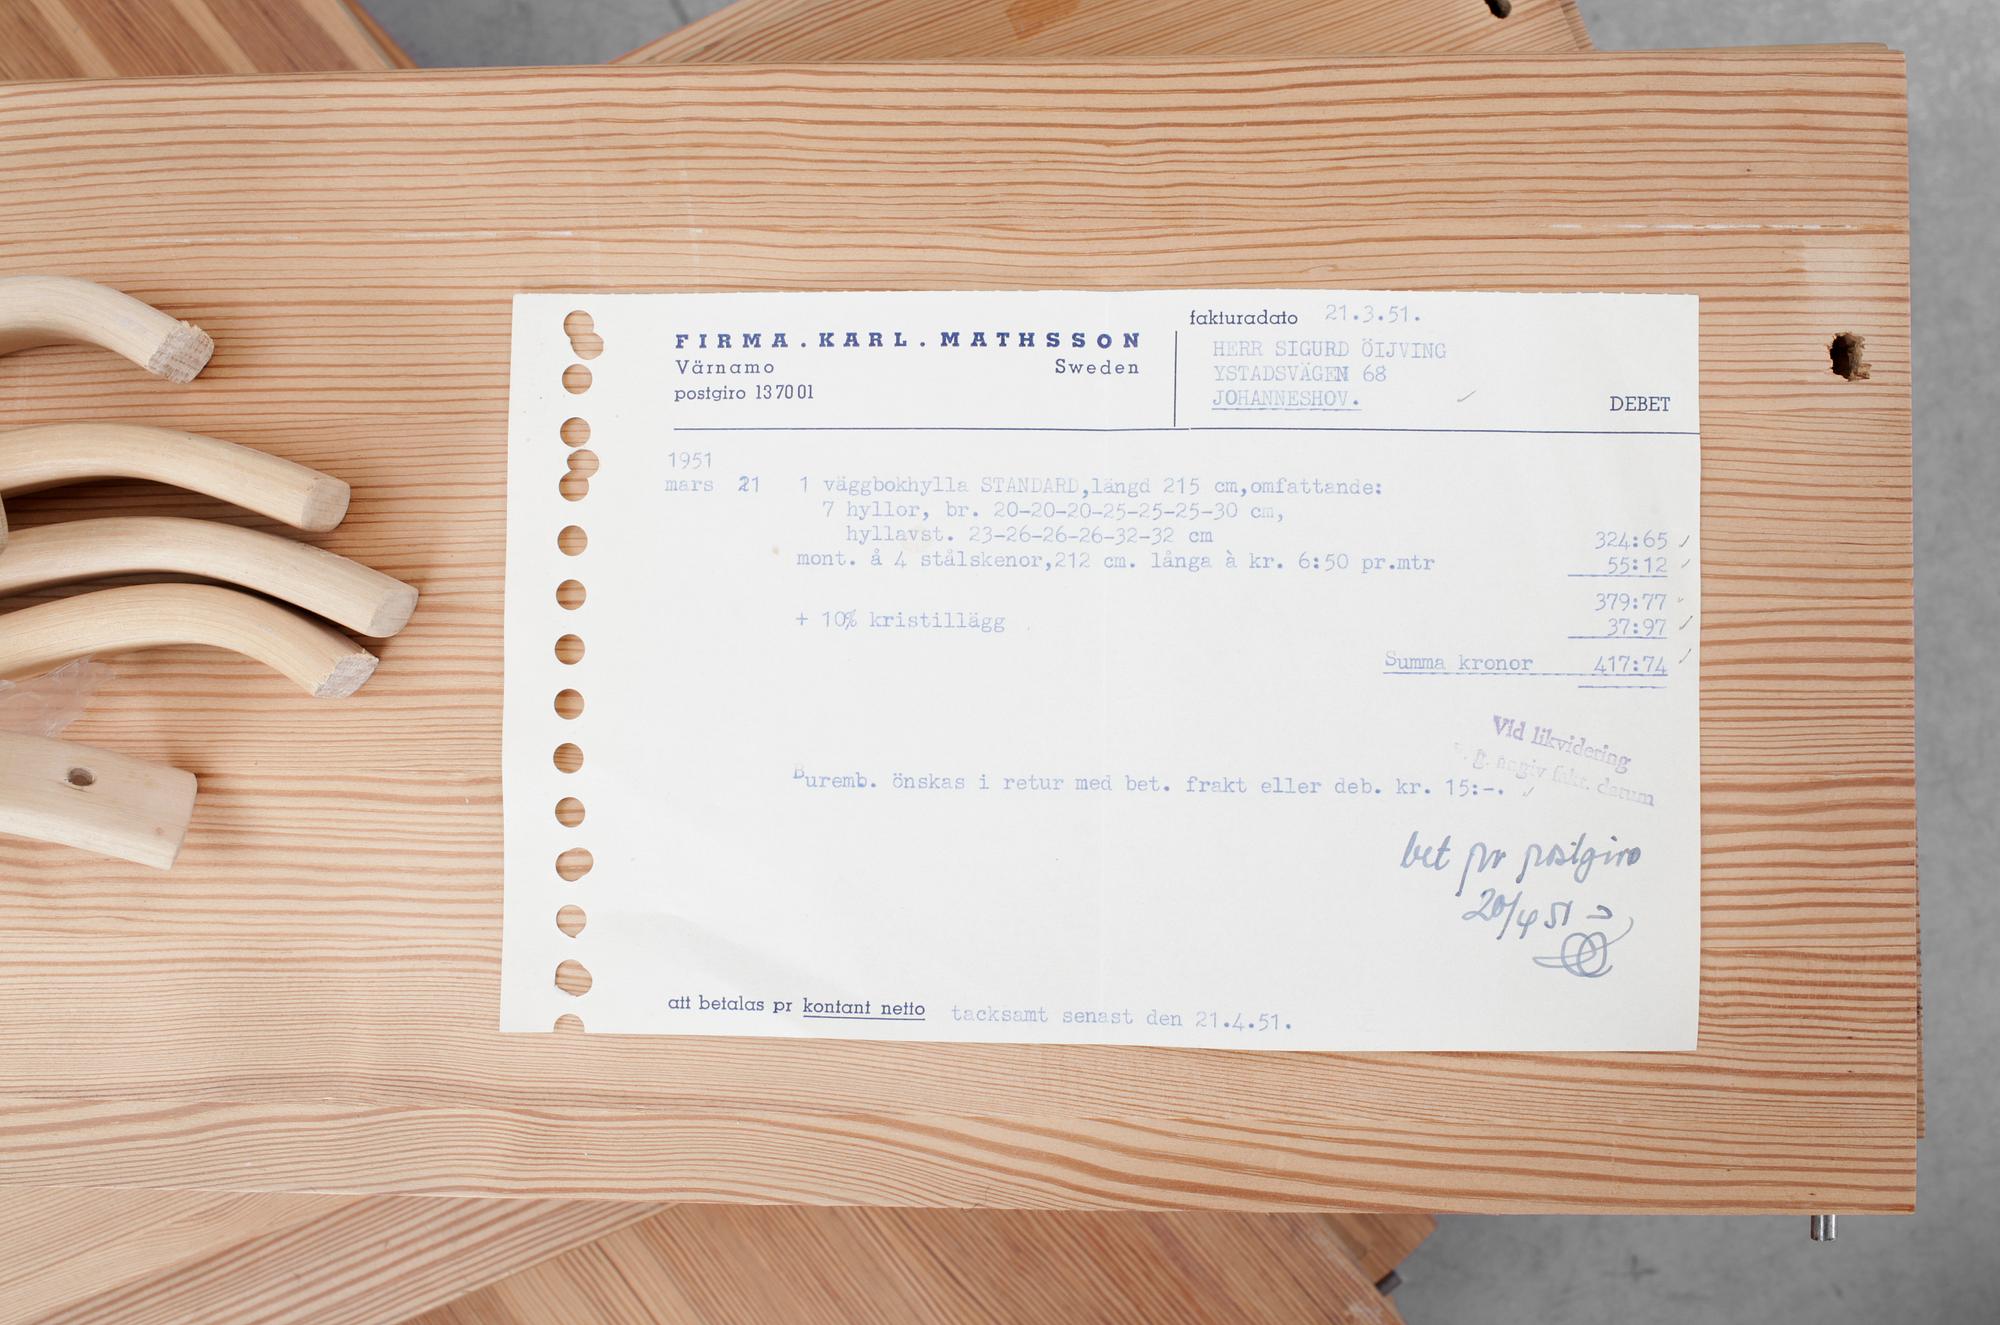 fakturadato 21.3.51.
FIRMA.KARL.MATHSSON
Värnamo Sweden
postgiro 137001
HERR SIGURD ÖIJVING
YSTADSVÄGEN 68
JOHANNESHOV.
DEBET
1951
mars 21 1 väggbokhylla STANDARD,längd 215 cm,omfattande:
7 hyllor, br. 20-20-20-25-25-25-30 cm,
hyllavst. 23-26-26-26-32-32 cm 324:65
mont. å 4 stålskenor,212 cm. långa à kr. 6:50 pr.mtr 55:12
379:77
+ 10% kristillägg 37:97
Summa kronor 417:74
Vid likvidering
angiv fakt. datum
Buremb. önskas i retur med bet. frakt eller deb. kr. 15:-.
bet pr postgiro
20/4 51
att betalas pr kontant netto tacksamt senast den 21.4.51.